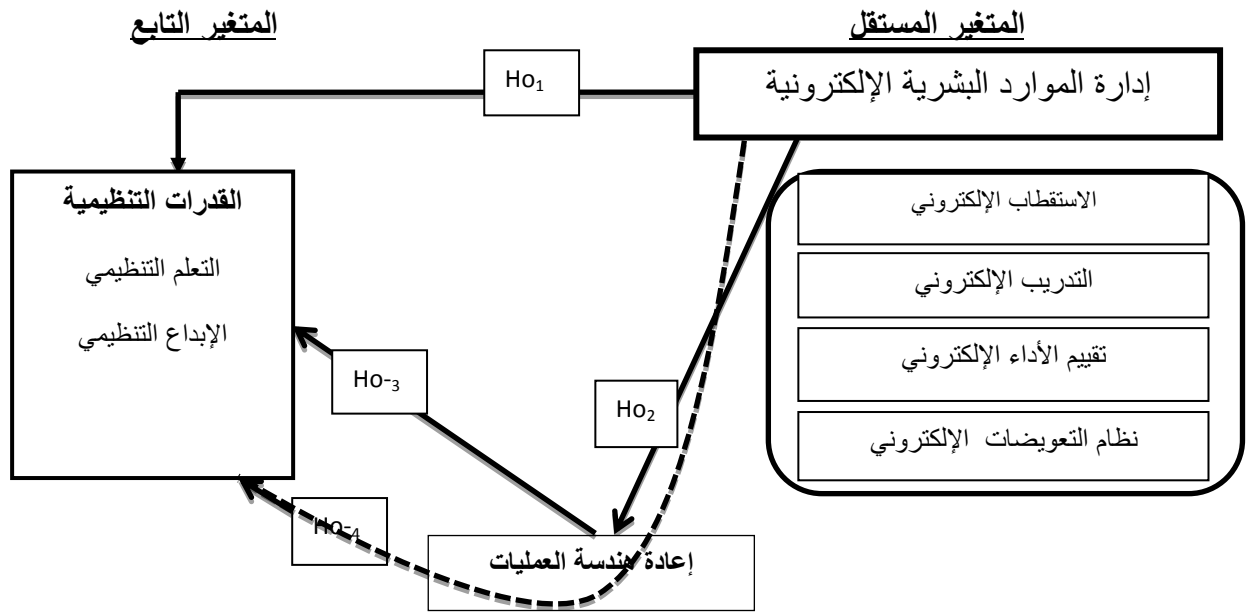 المتغير المستقل
المتغير التابع
Ho1
إدارة الموارد البشرية الإلكترونية
القدرات التنظيمية
التعلم التنظيمي
الإبداع التنظيمي
الاستقطاب الإلكتروني
التدريب الإلكتروني
تقييم الأداء الإلكتروني
نظام التعويضات الإلكتروني
Ho2
Ho-3
Ho-4
إعادة هندسة العمليات